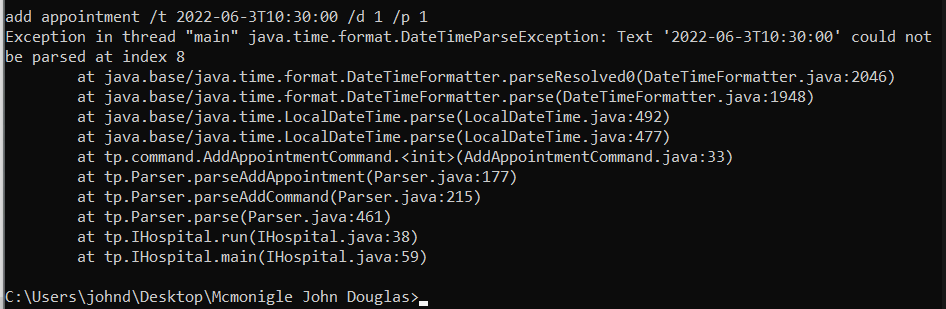 add appointment /t 2022-06-3T10:30:00 /d 1 /p 1
Exception in thread "main" java.time.format.DateTimeParseException: Text '2022-06-3T10:30:00' could not
be parsed at index 8
        at java.base/java.time.format.DateTimeFormatter.parseResolved0(DateTimeFormatter.java:2046)
        at java.base/java.time.format.DateTimeFormatter.parse(DateTimeFormatter.java:1948)
        at java.base/java.time.LocalDateTime.parse(LocalDateTime.java:492)
        at java.base/java.time.LocalDateTime.parse(LocalDateTime.java:477)
        at tp.command.AddAppointmentCommand.<init>(AddAppointmentCommand.java:33)
        at tp.Parser.parseAddAppointment(Parser.java:177)
        at tp.Parser.parseAddCommand(Parser.java:215)
        at tp.Parser.parse(Parser.java:461)
        at tp.IHospital.run(IHospital.java:38)
        at tp.IHospital.main(IHospital.java:59)
C:\Users\johnd\Desktop\Mcmonigle John Douglas>